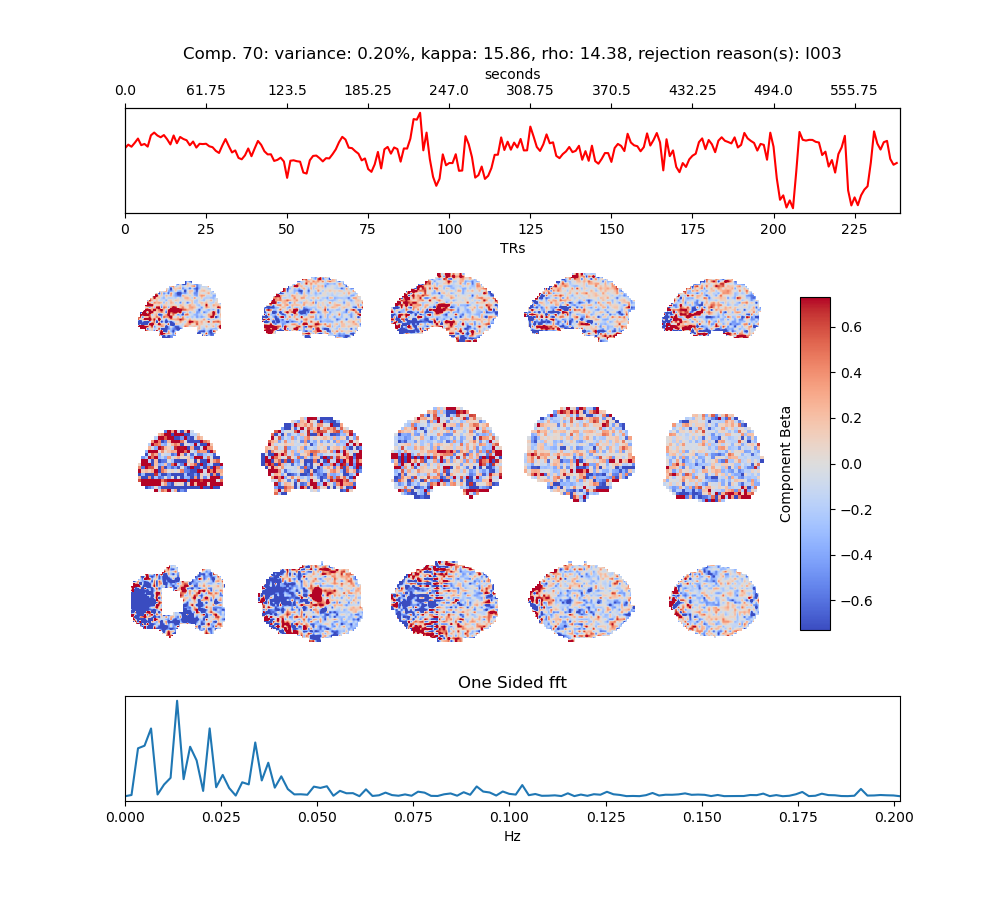 Comp. 70: variance: 0.20%, kappa: 15.86, rho: 14.38, rejection reason(s): I003
seconds
0.0 61.75 123.5 185.25 247.0 308.75 370.5 432.25 494.0 555.75
0 25 50 75 100 125 150 175 200 225
TRs
0.6
0.4
0.2
0.0
−0.2
−0.4
−0.6
Component Beta
One Sided fft
0.000 0.025 0.050 0.075 0.100 0.125 0.150 0.175 0.200
Hz